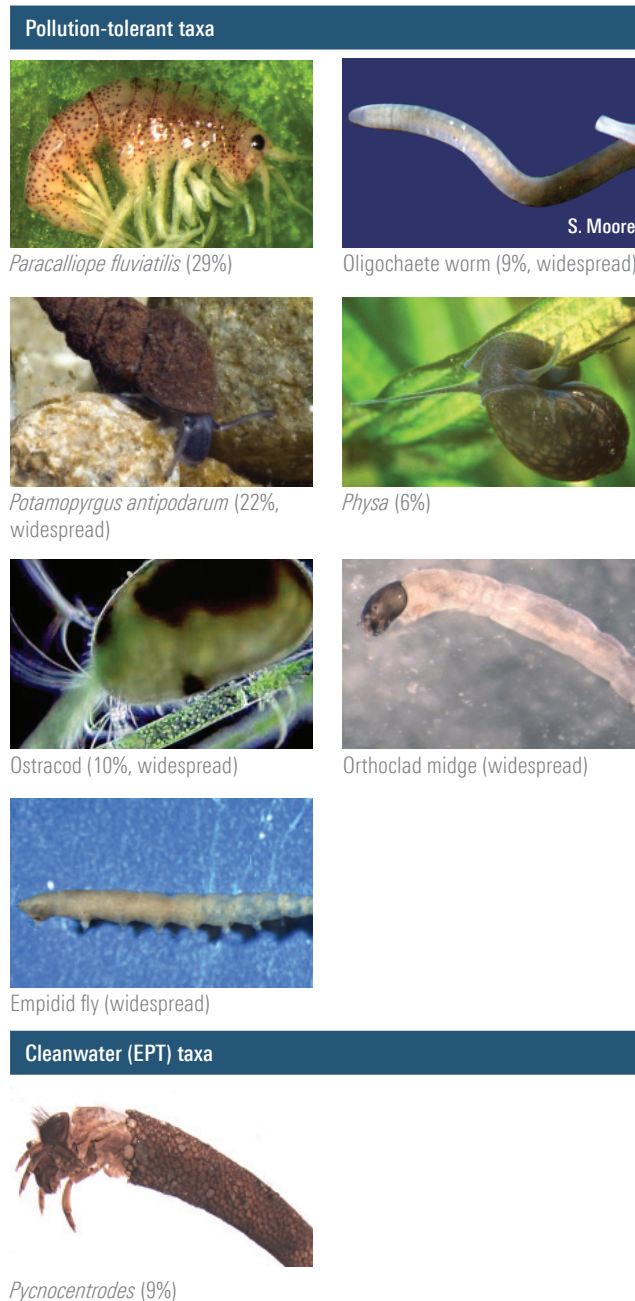 Pollution-tolerant taxa
S. Moore
Paracalliope fluviatilis (29%)
Oligochaete worm (9%, widespread)
Potamopyrgus antipodarum (22%,
widespread)
Physa (6%)
Ostracod (10%, widespread)
Orthoclad midge (widespread)
Empidid fly (widespread)
Cleanwater (EPT) taxa
Pycnocentrodes (9%)